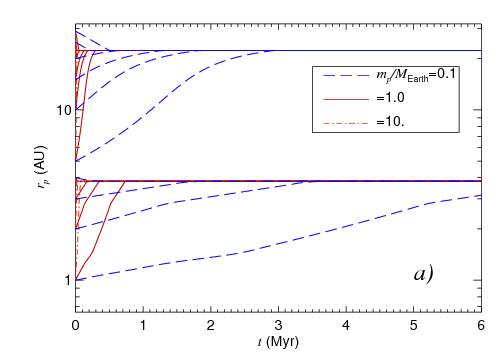 m_p/M_Earth=0.1
=1.0
=10.
10
1
r_p (AU)
a)
0 1 2 3 4 5 6
t (Myr)